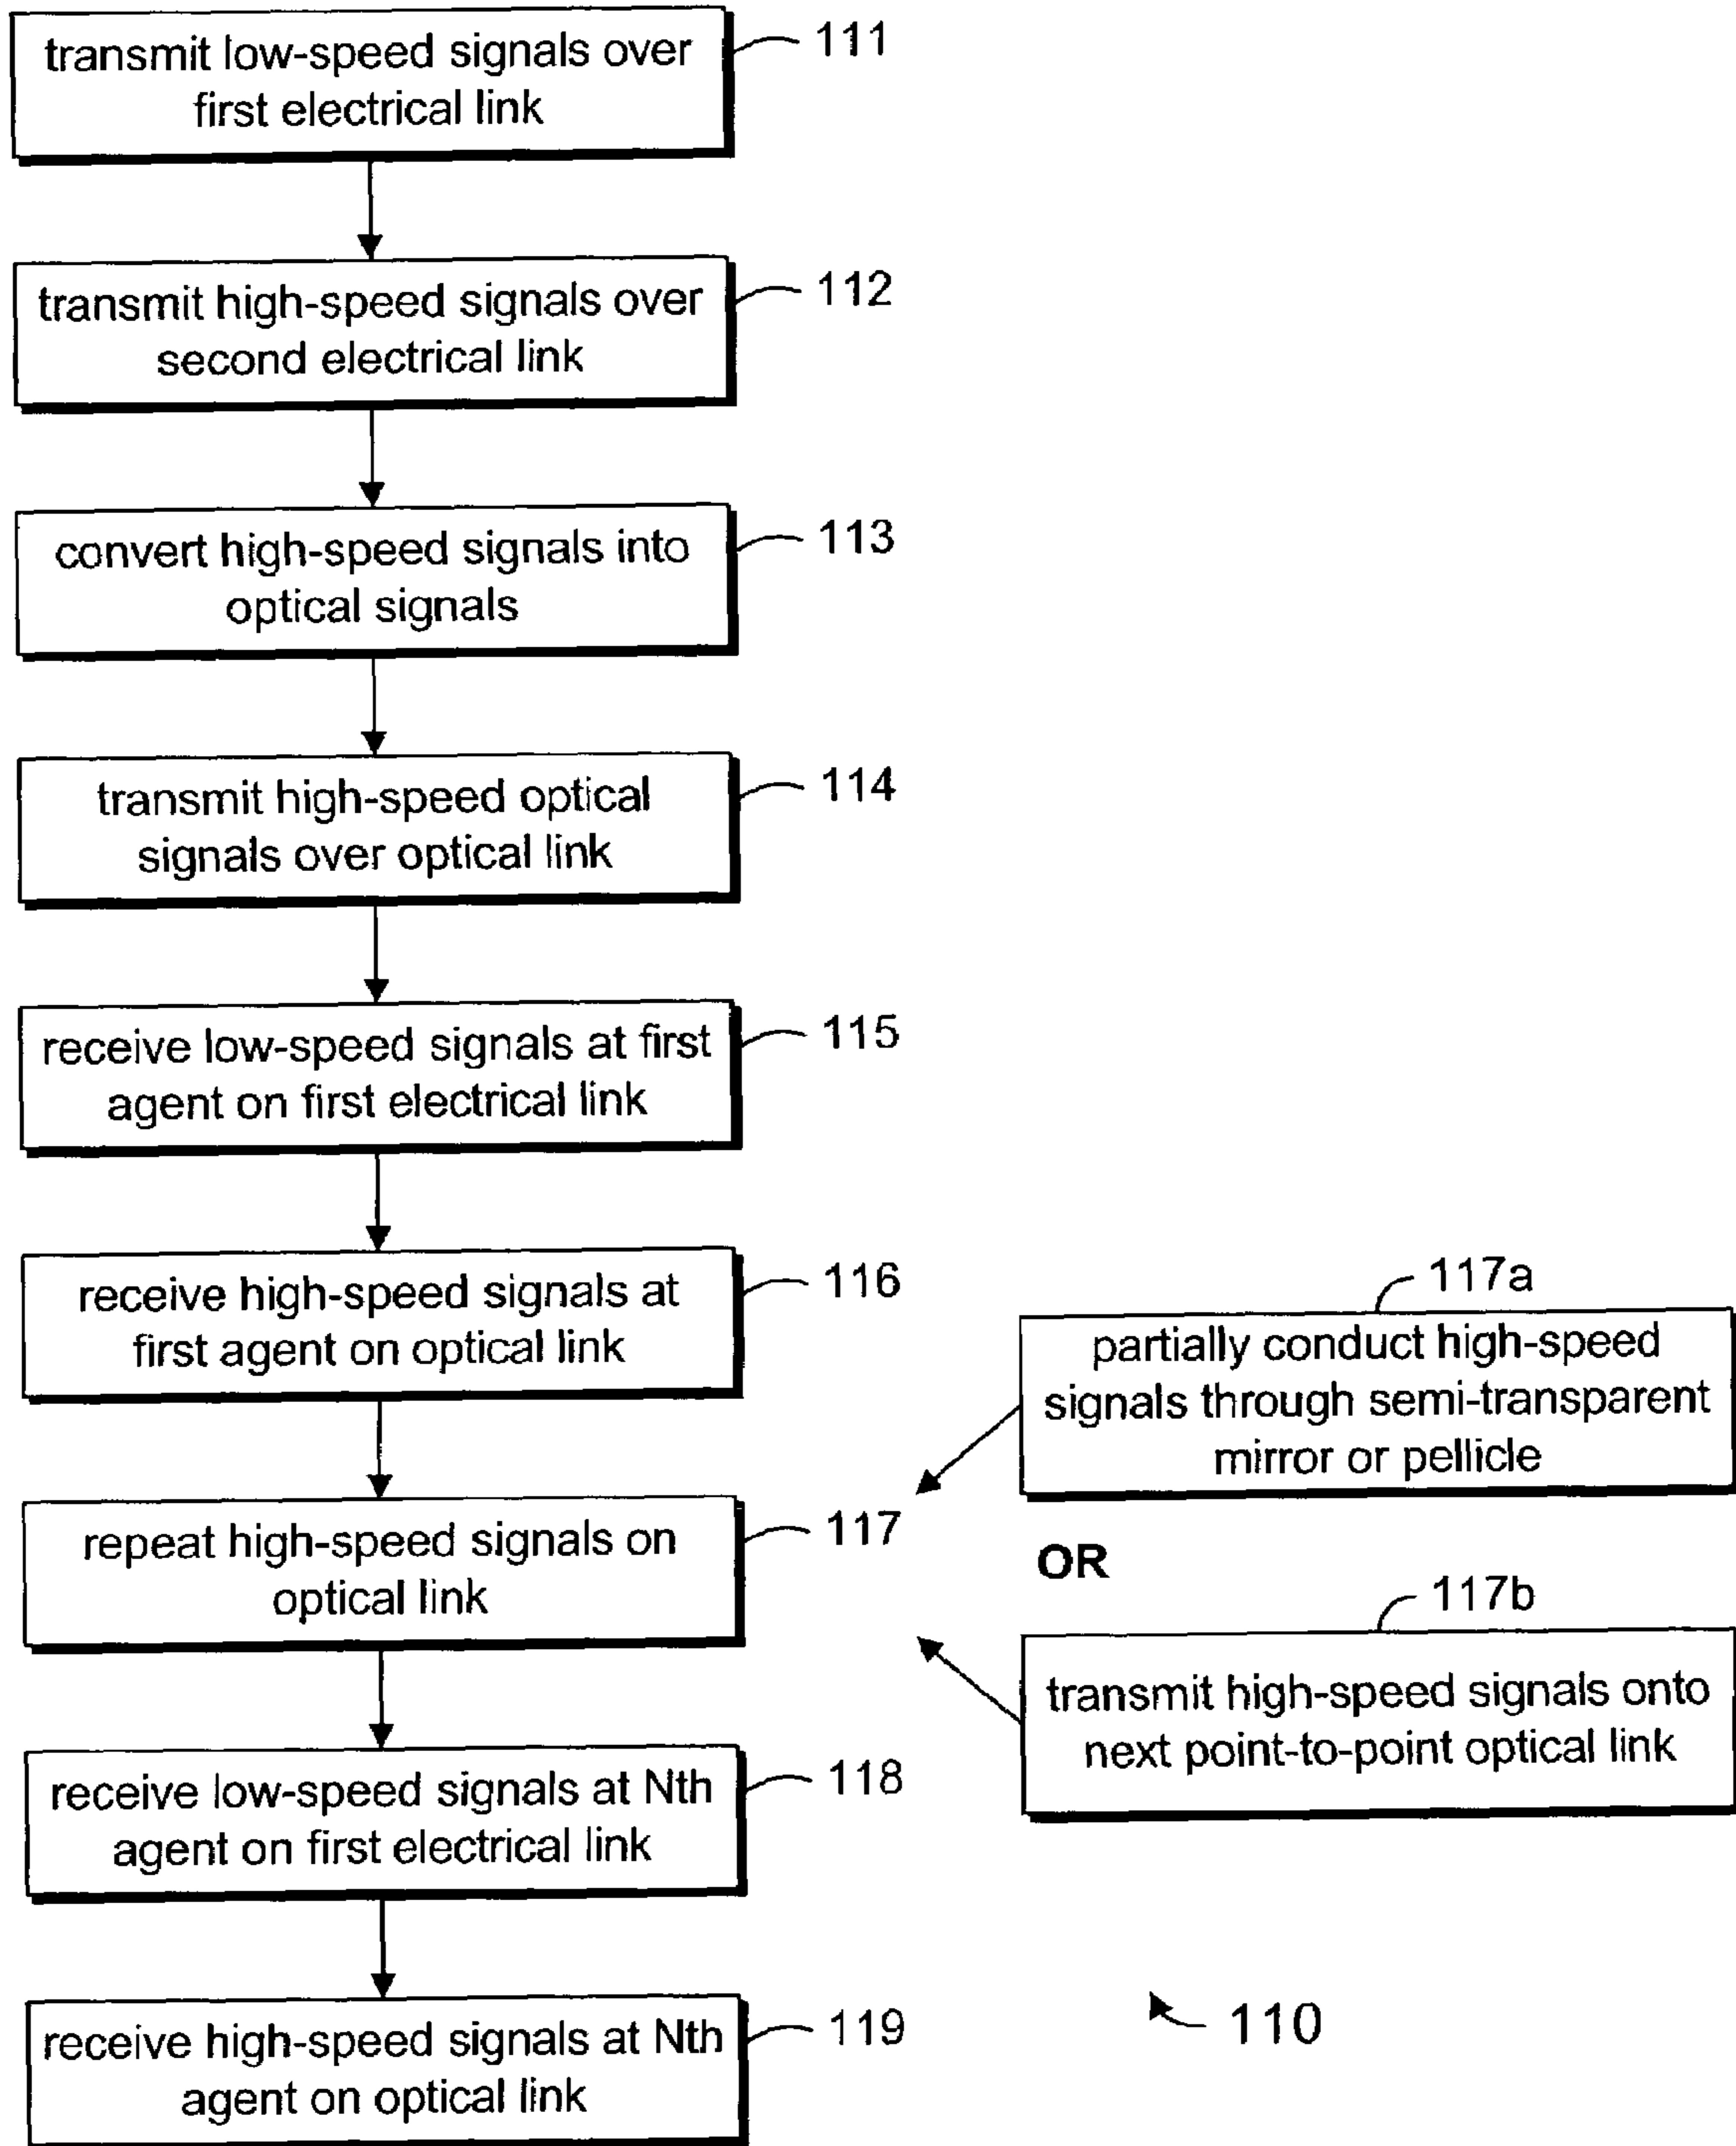 transmit low-speed signals over
first electrical link
111
transmit high-speed signals over
second electrical link
112
convert high-speed signals into
optical signals
113
transmit high-speed optical
signals over optical link
114
receive low-speed signals at first
agent on first electrical link
115
receive high-speed signals at
first agent on optical link
116
117a
partially conduct high-speed
signals through semi-transparent
mirror or pellicle
repeat high-speed signals on
optical link
117
OR
117b
transmit high-speed signals onto
next point-to-point optical link
receive low-speed signals at Nth
agent on first electrical link
118
receive high-speed signals at Nth
agent on optical link
119
110